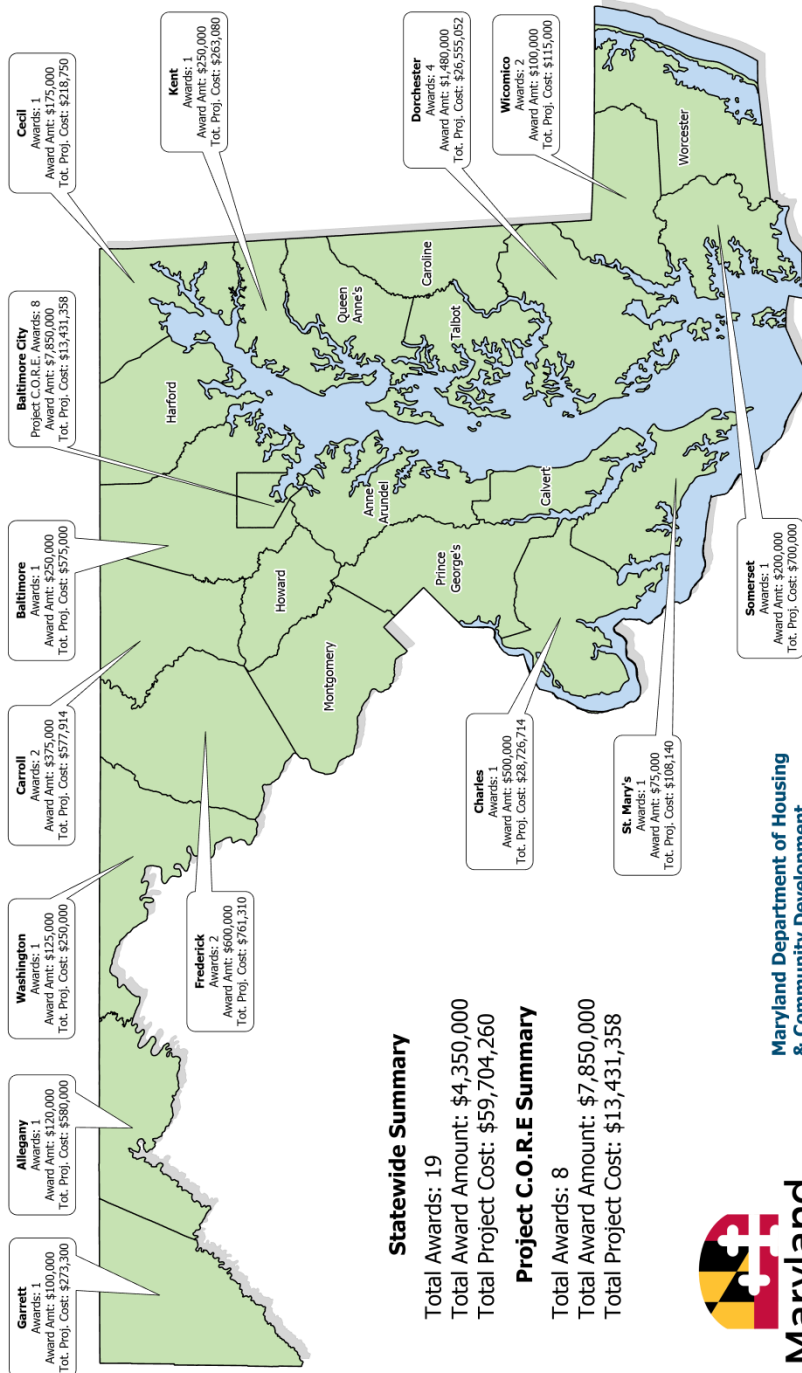 Garrett
Awards: 1
Award Amt: $100,000
Tot. Proj. Cost: $273,300
Allegany
Awards: 1
Award Amt: $120,000
Tot. Proj. Cost: $580,000
Washington
Awards: 1
Award Amt: $125,000
Tot. Proj. Cost: $250,000
Carroll
Awards: 2
Award Amt: $375,000
Tot. Proj. Cost: $577,914
Baltimore
Awards: 1
Award Amt: $250,000
Tot. Proj. Cost: $575,000
Baltimore City
Project C.O.R.E. Awards: 8
Award Amt: $7,850,000
Tot. Proj. Cost: $13,431,358
Cecil
Awards: 1
Award Amt: $175,000
Tot. Proj. Cost: $218,750
Kent
Awards: 1
Award Amt: $250,000
Tot. Proj. Cost: $263,080
Frederick
Awards: 2
Award Amt: $600,000
Tot. Proj. Cost: $761,310
Harford
Howard
Montgomery
Anne
Arundel
Queen
Anne's
Caroline
Talbot
Prince
George's
Calvert
Worcester
Dorchester
Awards: 4
Award Amt: $1,480,000
Tot. Proj. Cost: $26,555,052
Wicomico
Awards: 2
Award Amt: $100,000
Tot. Proj. Cost: $115,000
Charles
Awards: 1
Award Amt: $500,000
Tot. Proj. Cost: $28,726,714
St. Mary's
Awards: 1
Award Amt: $75,000
Tot. Proj. Cost: $108,140
Somerset
Awards: 1
Award Amt: $200,000
Tot. Proj. Cost: $700,000
Statewide Summary
Total Awards: 19
Total Award Amount: $4,350,000
Total Project Cost: $59,704,260
Project C.O.R.E Summary
Total Awards: 8
Total Award Amount: $7,850,000
Total Project Cost: $13,431,358
Maryland
Maryland Department of Housing
& Community Development